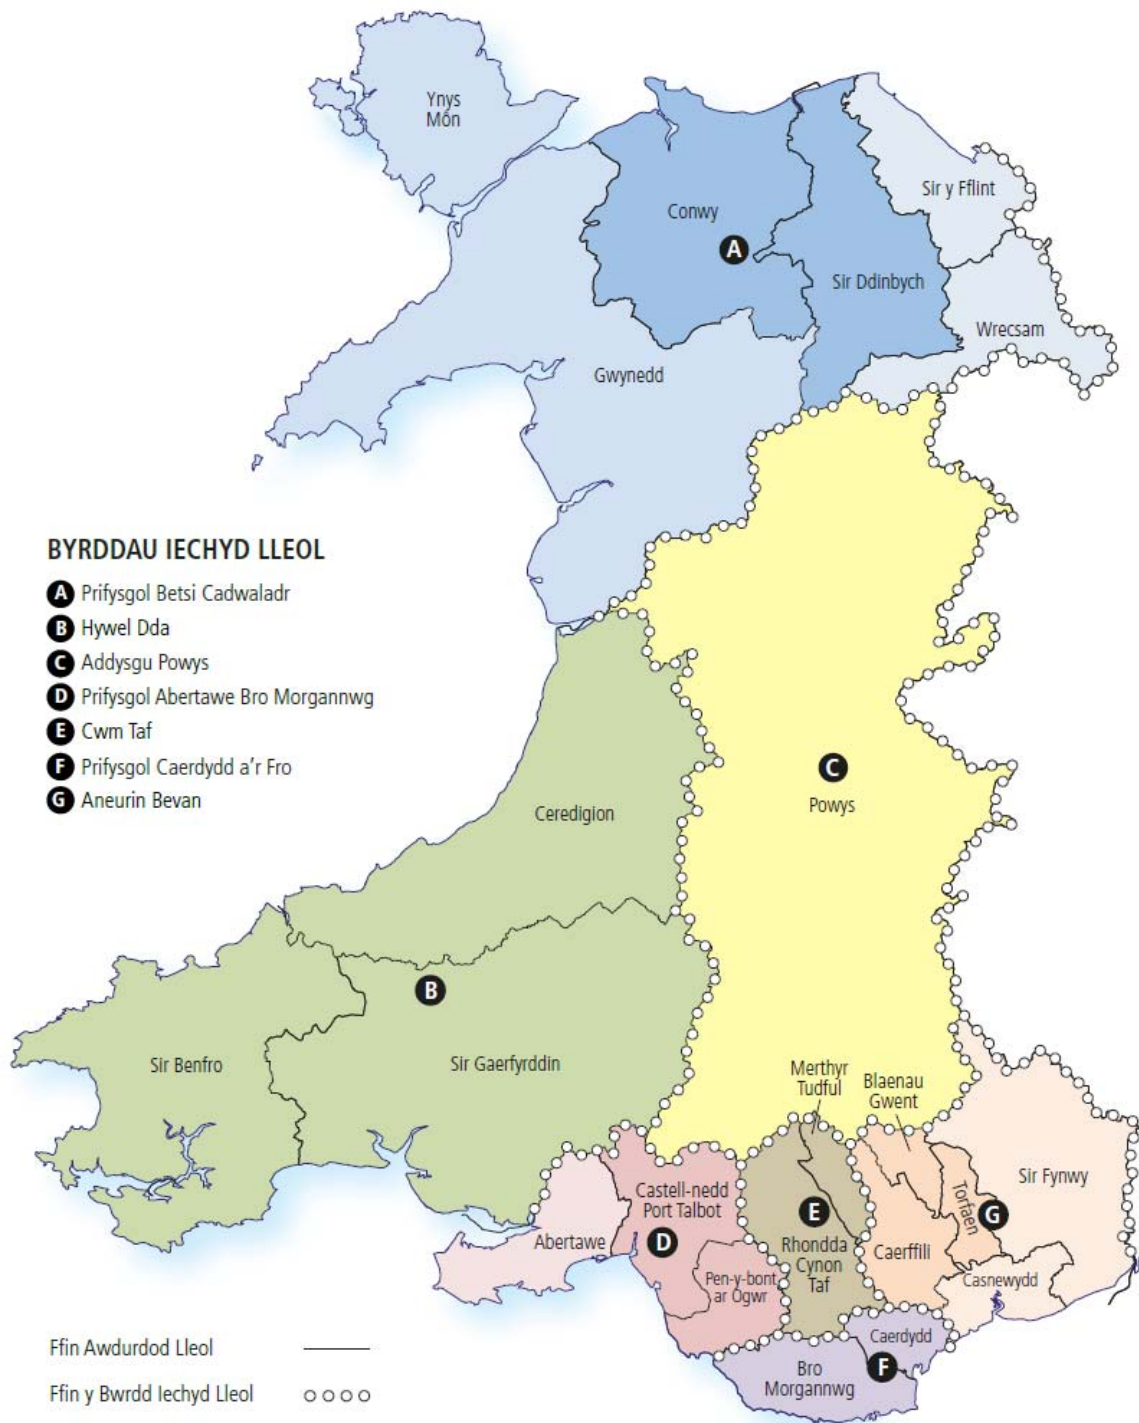 Ynys
Môn
Conwy
A
Sir y Fflint
Sir Ddinbych
Wrecsam
Gwynedd
BYRDDAU IECHYD LLEOL
A Prifysgol Betsi Cadwaladr
B Hywel Dda
C Addysgu Powys
D Prifysgol Abertawe Bro Morgannwg
E Cwm Taf
F Prifysgol Caerdydd a'r Fro
G Aneurin Bevan
C
Powys
Ceredigion
B
Sir Benfro
Sir Gaerfyrddin
Merthyr
Tudful
Blaenau
Gwent
Sir Fynwy
Castell-nedd
Port Talbot
D
Abertawe
Pen-y-bont
ar Ogwr
E
Rhondda
Cynon
Taf
Caerffili
Torfaen
G
Casnewydd
Caerdydd
F
Bro
Morgannwg
Ffin Awdurdod Lleol
Ffin y Bwrdd Iechyd Lleol